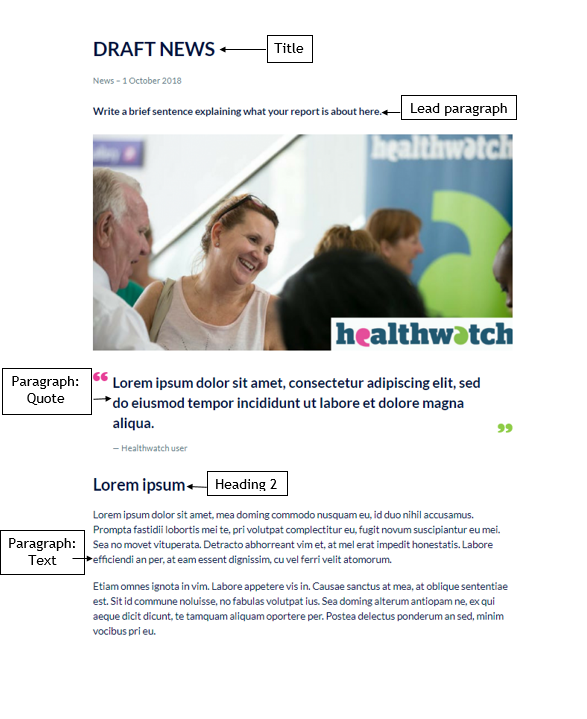 DRAFT NEWS
Title
News – 1 October 2018
Write a brief sentence explaining what your report is about here.
Lead paragraph
healthwatch
healthwatch
Paragraph:
Quote
“ Lorem ipsum dolor sit amet, consectetur adipiscing elit, sed
do eiusmod tempor incididunt ut labore et dolore magna
aliqua. ”
— Healthwatch user
Lorem ipsum
Heading 2
Paragraph:
Text
Lorem ipsum dolor sit amet, mea doming commodo nusquam eu, id duo nihil accusamus.
Prompta fastidii lobortis mei te, pri volutpat complectitur eu, fugit novum suscipiantur eu mei.
Sea no movet vituperata. Detracto abhorreant vim et, at mel erat impedit honestatis. Labore
efficiendi an per, at eam essent dignissim, cu vel ferri velit atomorum.
Etiam omnes ignota in vim. Labore appetere vis in. Causae sanctus at mea, at oblique sententiae
est. Sit id commune noluisse, no fabulas volutpat ius. Sea doming alterum antiopam ne, ex qui
aeque dicit dicunt, te tamquam aliquam oportere per. Postea delectus ponderum an sed, minim
vocibus pri eu.